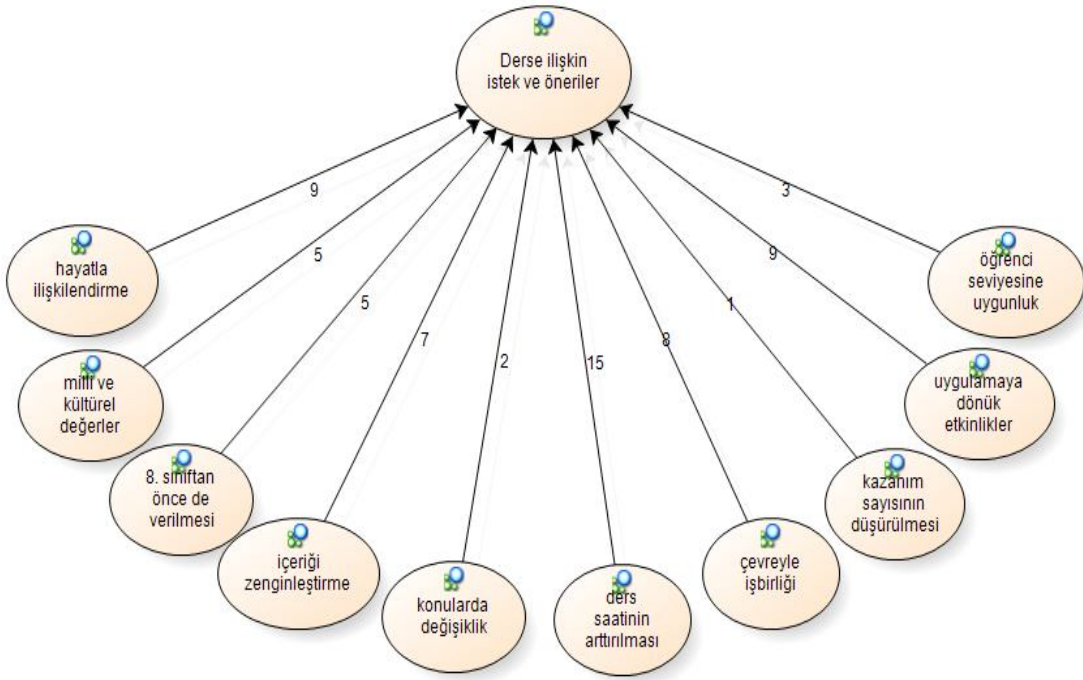 Derse ilişkin
istek ve öneriler
9
5
5
7
2
15
8
1
9
3
hayatla
ilişkilendirme
milli ve
kültürel
değerler
8. sınıftan
önce de
verilmesi
içeriği
zenginleştirme
konularda
değişiklik
ders
saatinin
arttırılması
çevreyle
işbirliği
kazanım
sayısının
düşürülmesi
uygulamaya
dönük
etkinlikler
öğrenci
seviyesine
uygunluk